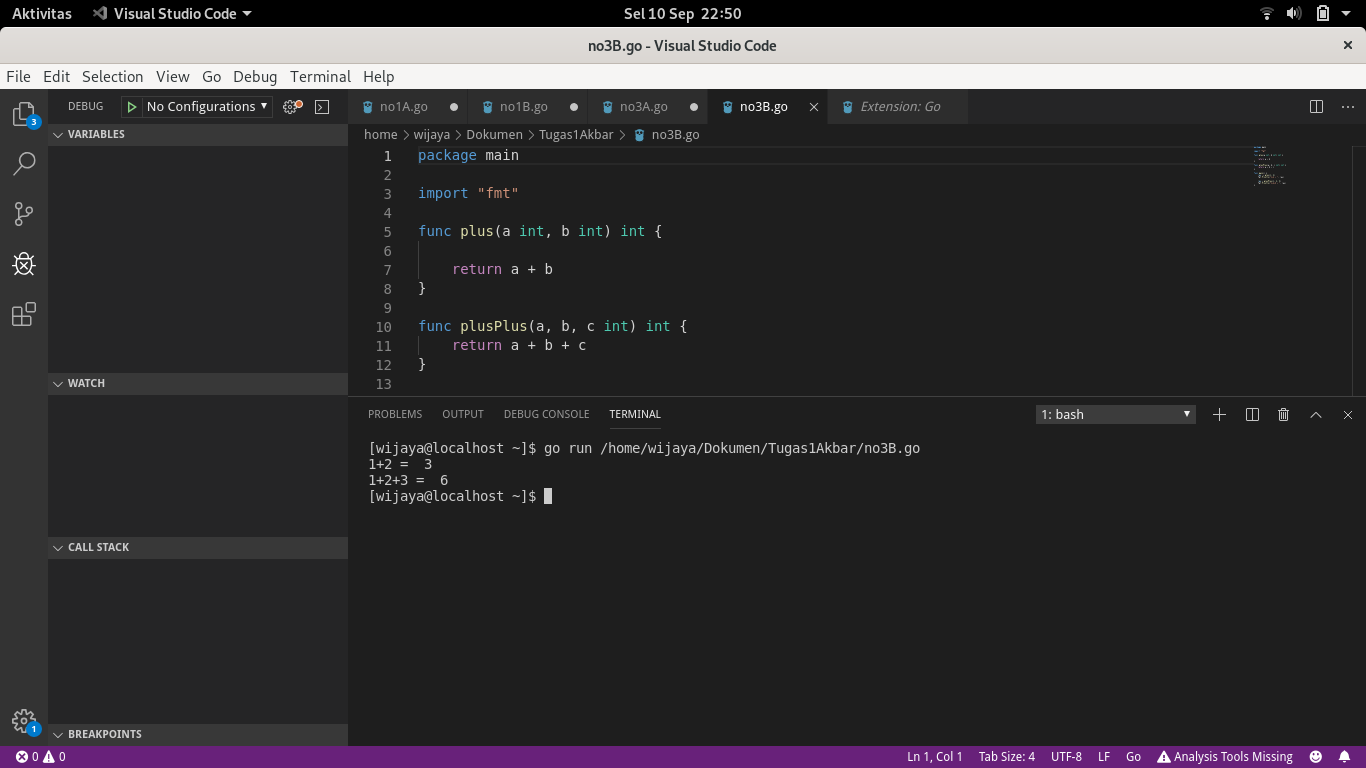 Aktivitas Visual Studio Code Sel 10 Sep 22:50
no3B.go - Visual Studio Code
File Edit Selection View Go Debug Terminal Help
DEBUG No Configurations no1A.go no1B.go no3A.go no3B.go Extension: Go
3
VARIABLES
home wijaya Dokumen Tugas1Akbar no3B.go
1 package main
2
3 import "fmt"
4
5 func plus(a int, b int) int {
6
7 return a + b
8 }
9
10 func plusPlus(a, b, c int) int {
11 return a + b + c
12 }
13
WATCH
CALL STACK
BREAKPOINTS
PROBLEMS OUTPUT DEBUG CONSOLE TERMINAL 1: bash
[wijaya@localhost ~]$ go run /home/wijaya/Dokumen/Tugas1Akbar/no3B.go
1+2 =  3
1+2+3 =  6
[wijaya@localhost ~]$
1
0 0 Ln 1, Col 1 Tab Size: 4 UTF-8 LF Go Analysis Tools Missing